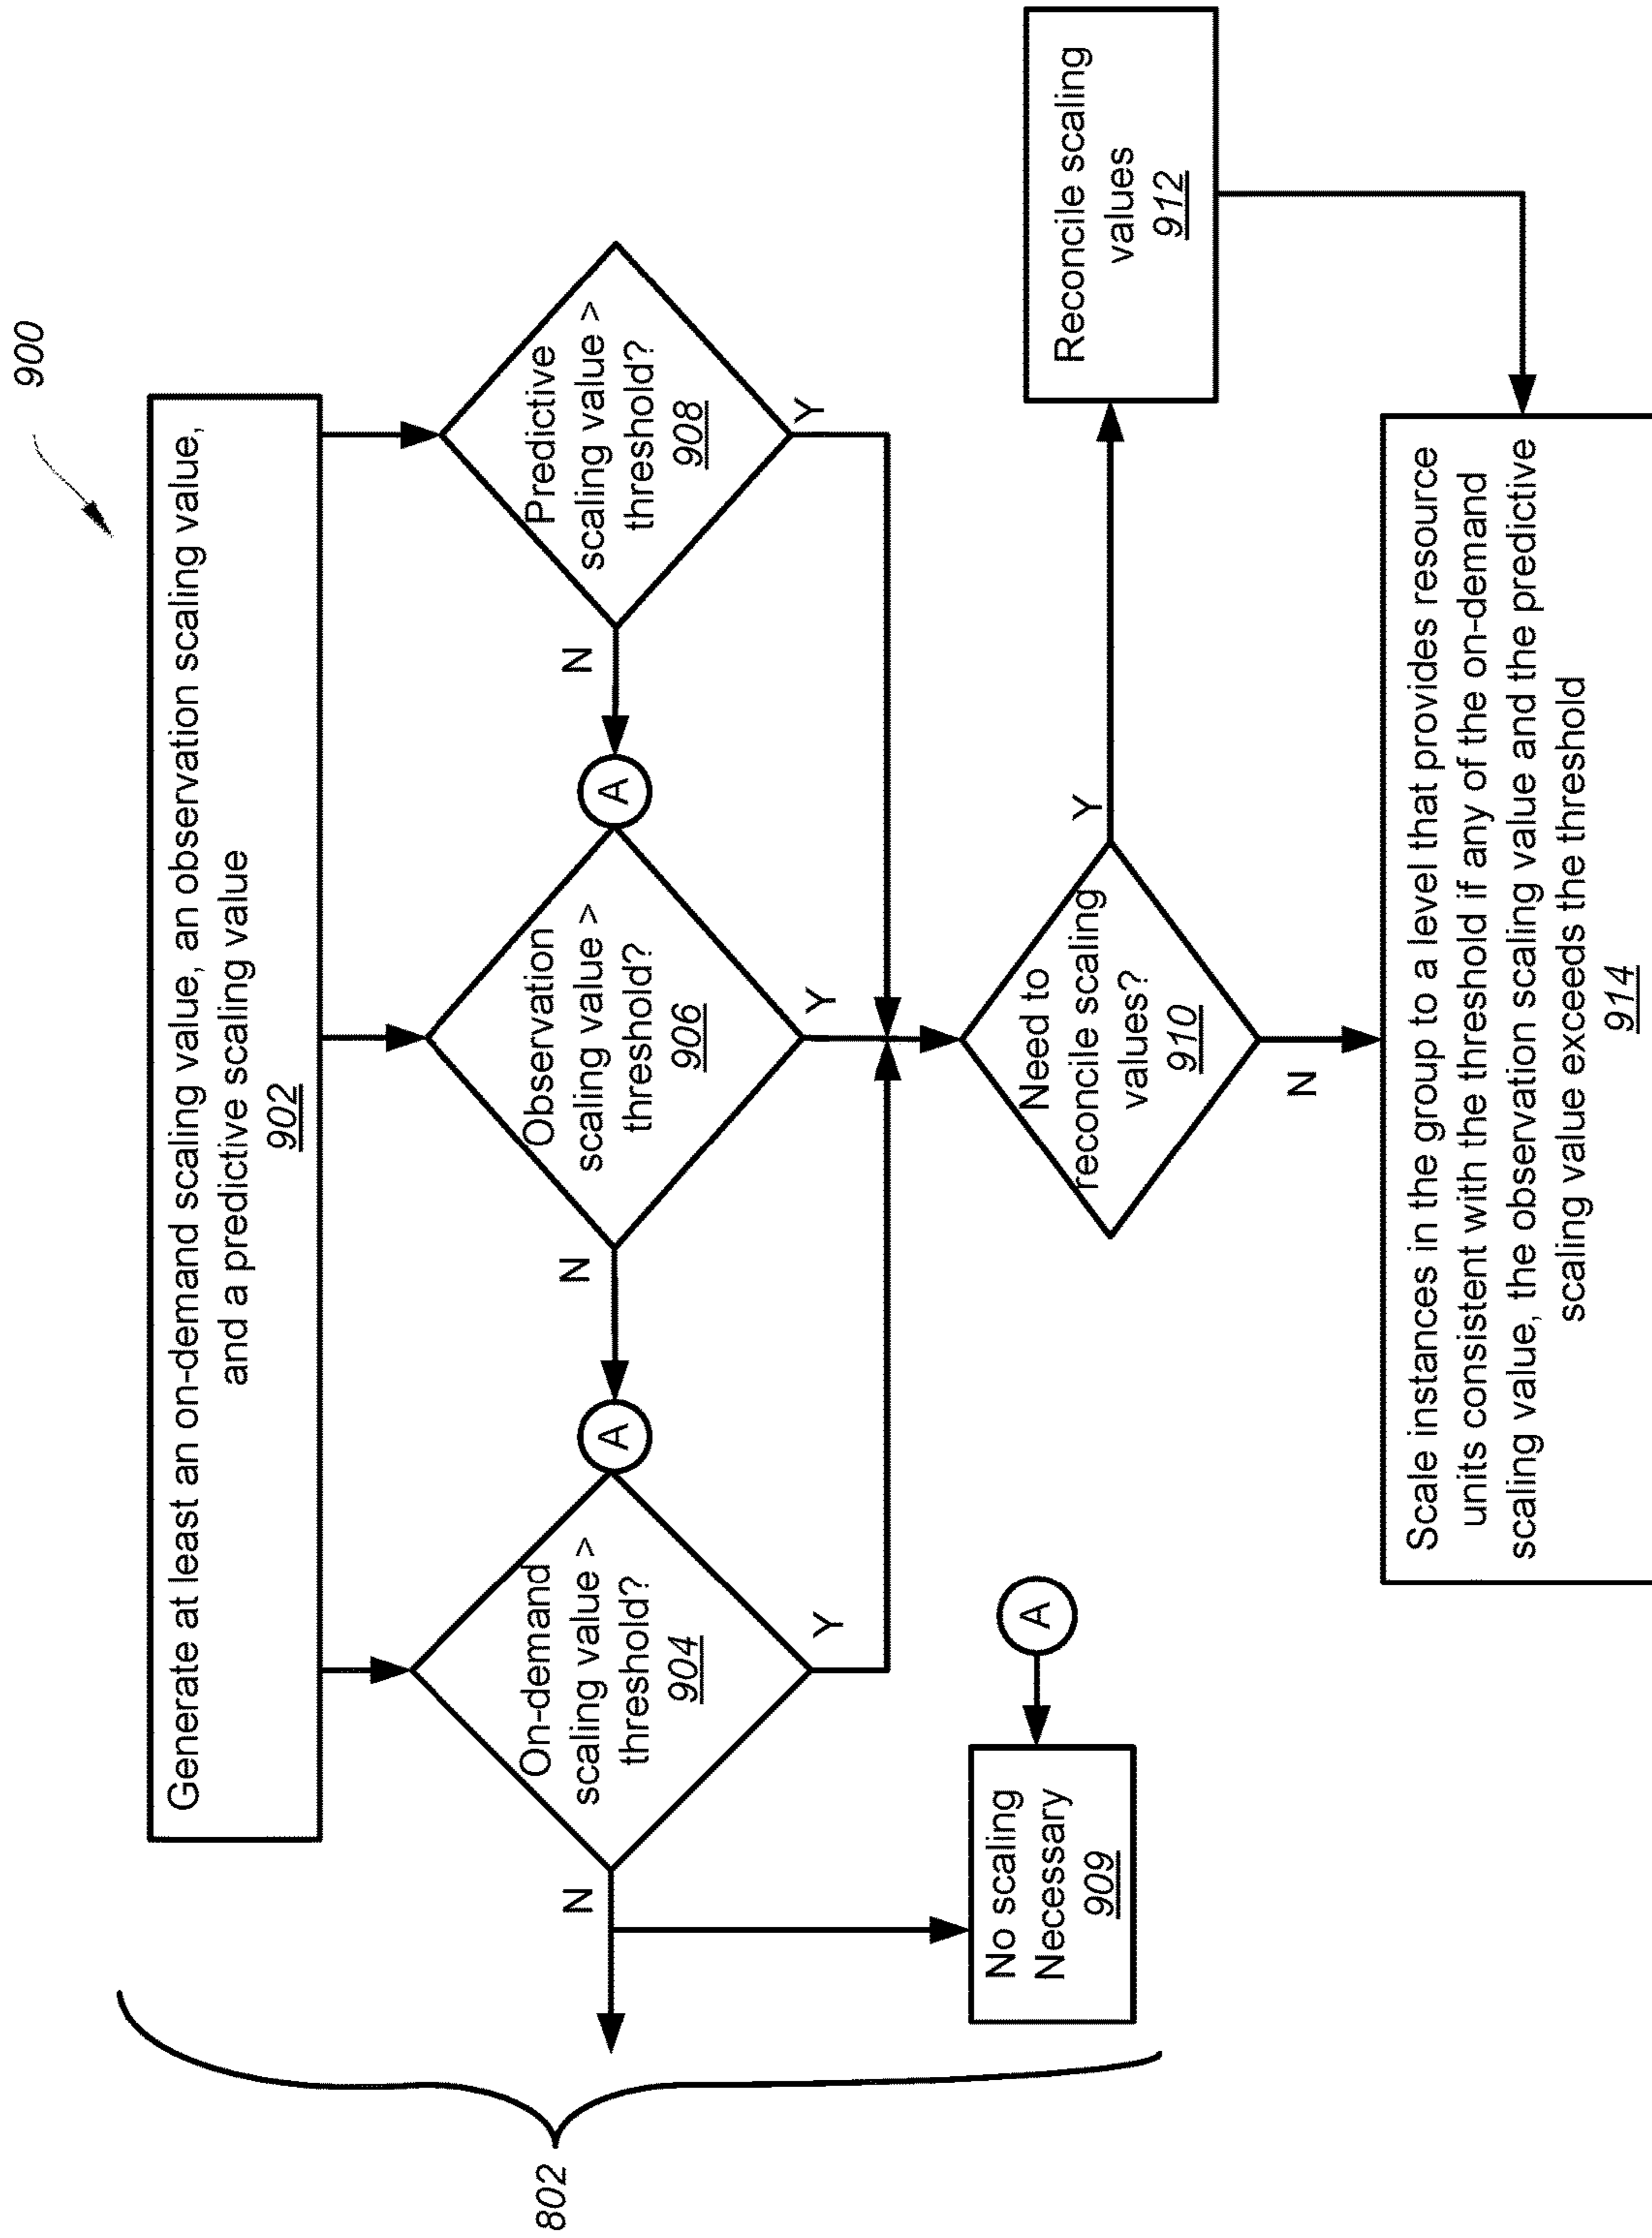 900
Generate at least an on-demand scaling value, an observation scaling value,
and a predictive scaling value
902
On-demand
scaling value >
threshold?
904
Y
N
Observation
scaling value >
threshold?
906
Y
N
A
Predictive
scaling value >
threshold?
908
Y
N
A
802
No scaling
Necessary
909
A
Need to
reconcile scaling
values?
910
Y
N
Reconcile scaling
values
912
Scale instances in the group to a level that provides resource
units consistent with the threshold if any of the on-demand
scaling value, the observation scaling value and the predictive
scaling value exceeds the threshold
914